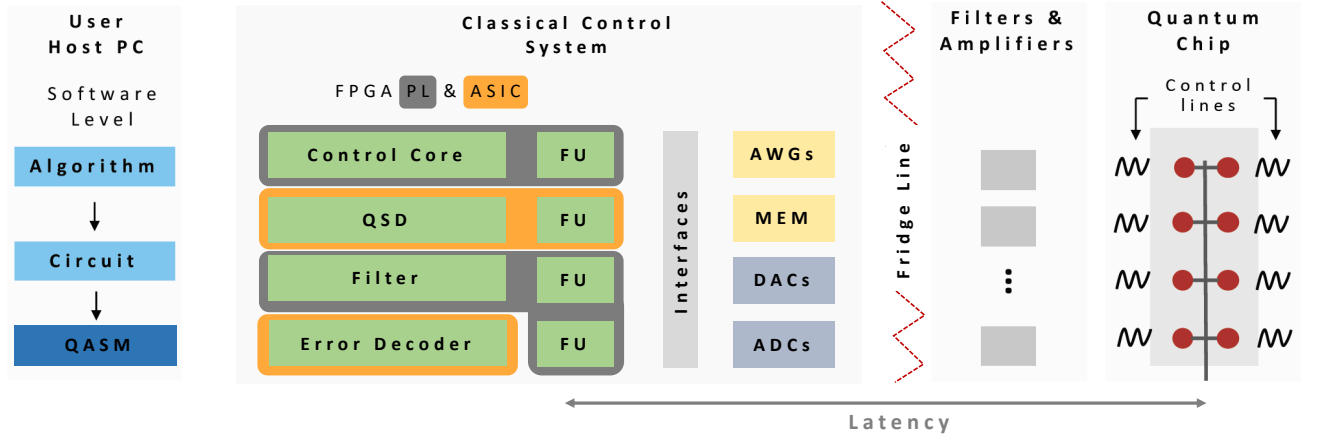 User
Host PC
Software
Level
Algorithm
Circuit
QASM
Classical Control
System
FPGA PL & ASIC
Control Core
FU
QSD
FU
Filter
FU
Error Decoder
FU
Interfaces
AWGs
MEM
DACs
ADCs
Fridge Line
Filters &
Amplifiers
Quantum
Chip
Control
lines
Latency